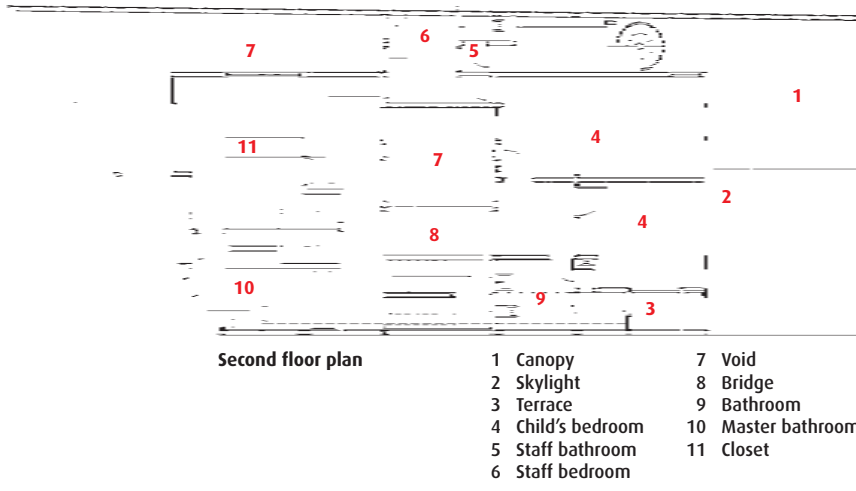 6
7
5
1
4
11
7
2
4
8
10
9
3
Second floor plan
1 Canopy
2 Skylight
3 Terrace
4 Child's bedroom
5 Staff bathroom
6 Staff bedroom
7 Void
8 Bridge
9 Bathroom
10 Master bathroom
11 Closet